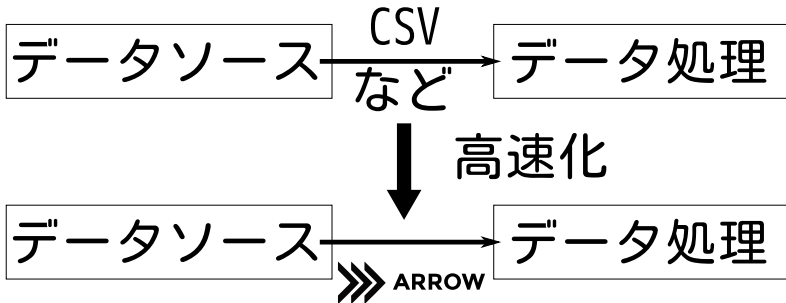 データソース
CSV
など
データ処理
高速化
データソース
ARROW
データ処理